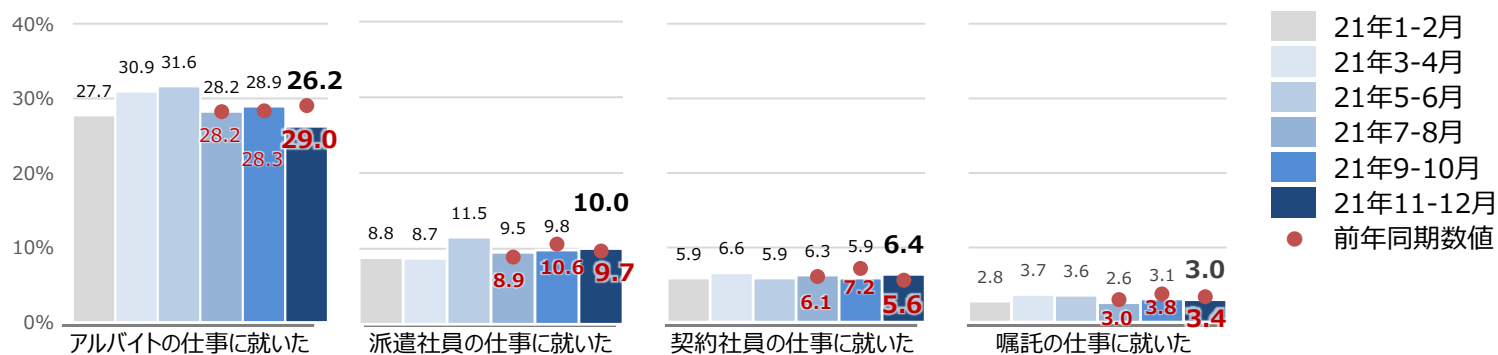 40%
30%
20%
10%
0%
27.7 30.9 31.6 28.2 28.9 26.2
28.2 28.3 29.0
アルバイトの仕事に就いた
8.8 8.7 11.5 9.5 9.8 10.0
8.9 10.6 9.7
派遣社員の仕事に就いた
5.9 6.6 5.9 6.3 5.9 6.4
6.1 7.2 5.6
契約社員の仕事に就いた
2.8 3.7 3.6 2.6 3.1 3.0
3.0 3.8 3.4
嘱託の仕事に就いた
21年1-2月
21年3-4月
21年5-6月
21年7-8月
21年9-10月
21年11-12月
前年同期数値